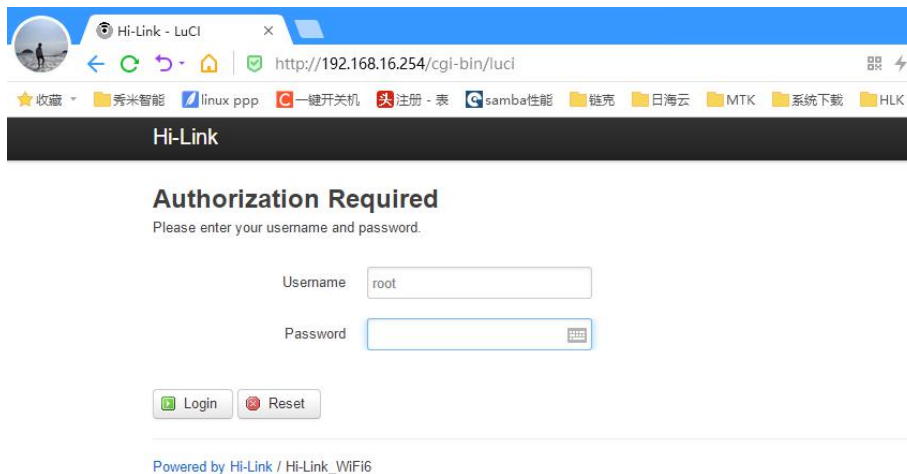 Hi-Link - LuCI
http://192.168.16.254/cgi-bin/luci
收藏 秀米智能 linux ppp 一键开关机 注册 - 表 samba性能 链克 日海云 MTK 系统下载 HLK
Hi-Link
Authorization Required
Please enter your username and password.
Username root
Password
Login Reset
Powered by Hi-Link / Hi-Link_WiFi6